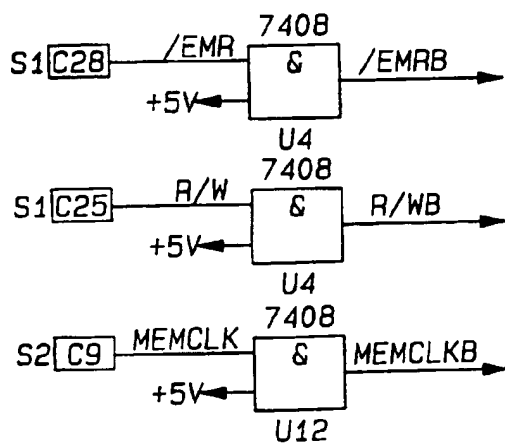 7408
S1 C28 /EMR & /EMRB
+5V
U4
7408
S1 C25 R/W & R/WB
+5V
U4
7408
S2 C9 MEMCLK & MEMCLKB
+5V
U12